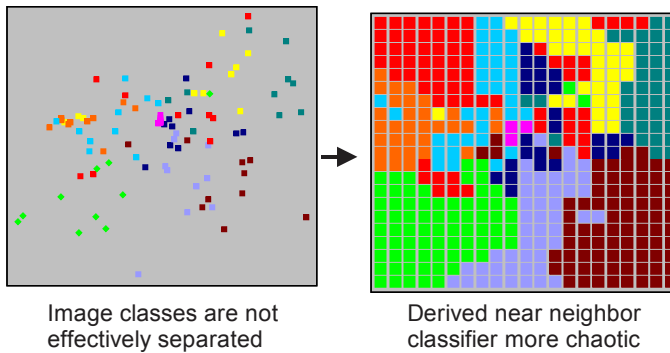 Image classes are not
effectively separated
Derived near neighbor
classifier more chaotic